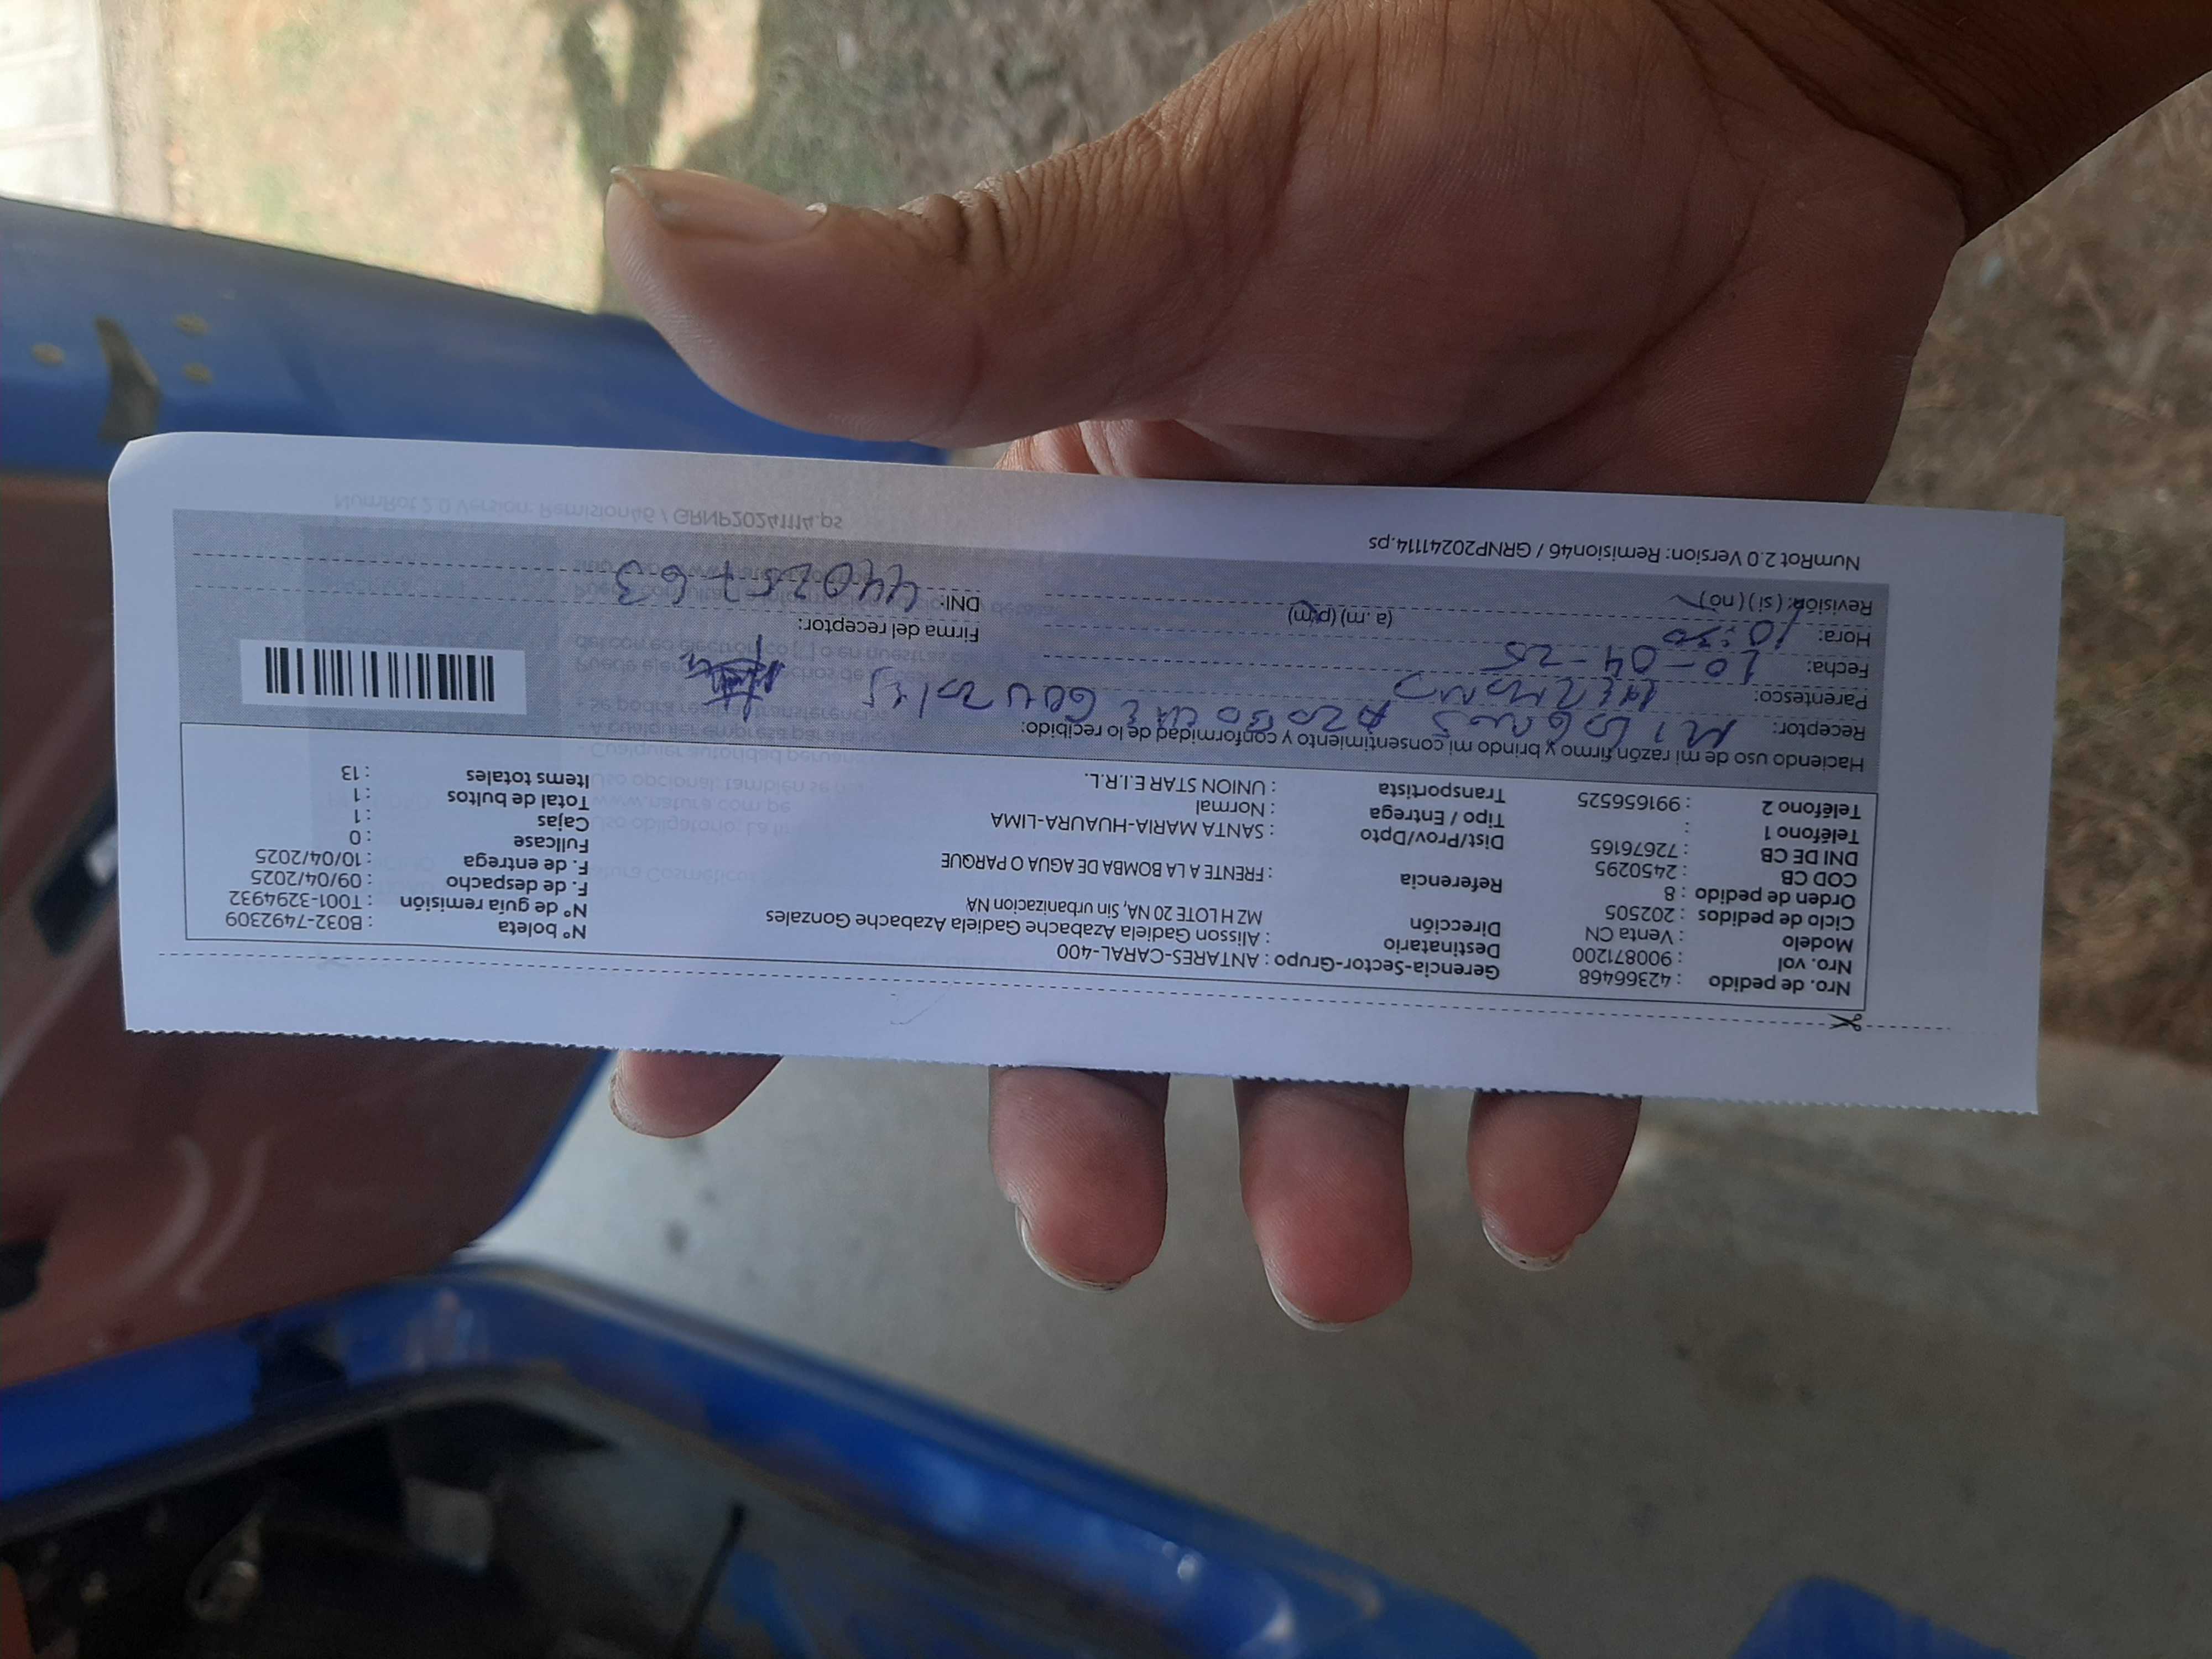 Nro. de pedido : 42366468
Nro. vol : 900871200
Modelo : Venta CN
Ciclo de pedidos : 202505
Orden de pedido : 8
COD CB : 2450295
DNI DE CB : 72676165
Teléfono 1 :
Teléfono 2 : 991656525
Gerencia-Sector-Grupo : ANTARES-CARAL-400
Destinatario : Alisson Gadiela Azabache Gadiela Azabache Gonzales
Dirección MZ H LOTE 20 NA, Sin urbanizacion NA
Referencia : FRENTE A LA BOMBA DE AGUA O PARQUE
Dist/Prov/Dpto : SANTA MARIA-HUAURA-LIMA
Tipo / Entrega : Normal
Transportista : UNION STAR E.I.R.L.
N° boleta : B032-7492309
N° de guía remisión : T001-3294932
F. de despacho : 09/04/2025
F. de entrega : 10/04/2025
Fullcase : 0
Cajas : 1
Total de bultos : 1
Items totales : 13
Haciendo uso de mi razón firmo y brindo mi consentimiento y conformidad de lo recibido:
Receptor: Milagros Azabache Gonzales
Parentesco: Hermano
Fecha: 10-04-25
Hora: 10:30 (a .m) (p.m)
Revisión: ( si ) ( no )
Firma del receptor:
DNI: 44025763
NumRot 2.0 Version: Remision46 / GRNP20241114.ps